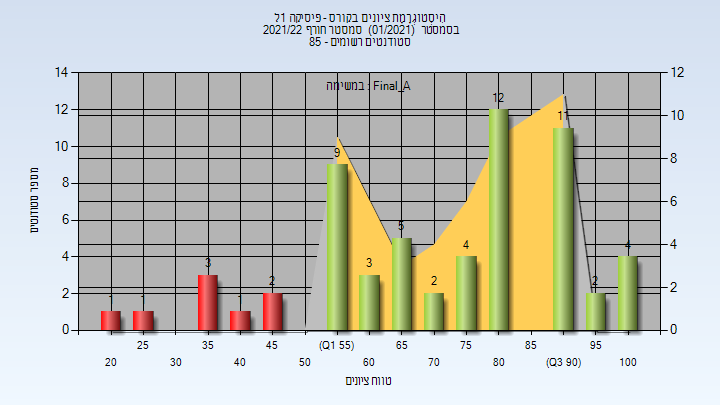 היסטוגרמת ציונים בקורס - פיסיקה 1ל
בסמסטר (01/2021) סמסטר חורף 2021/22
סטודנטים רשומים - 85
במשימה : Final_A
מספר סטודנטים
14 12 10 8 6 4 2 0
12 10 8 6 4 2 0
1 1 3 1 2 9 3 5 2 4 12 11 2 4
25 35 45 (Q1 55) 65 75 85 95
20 30 40 50 60 70 80 (Q3 90) 100
טווח ציונים